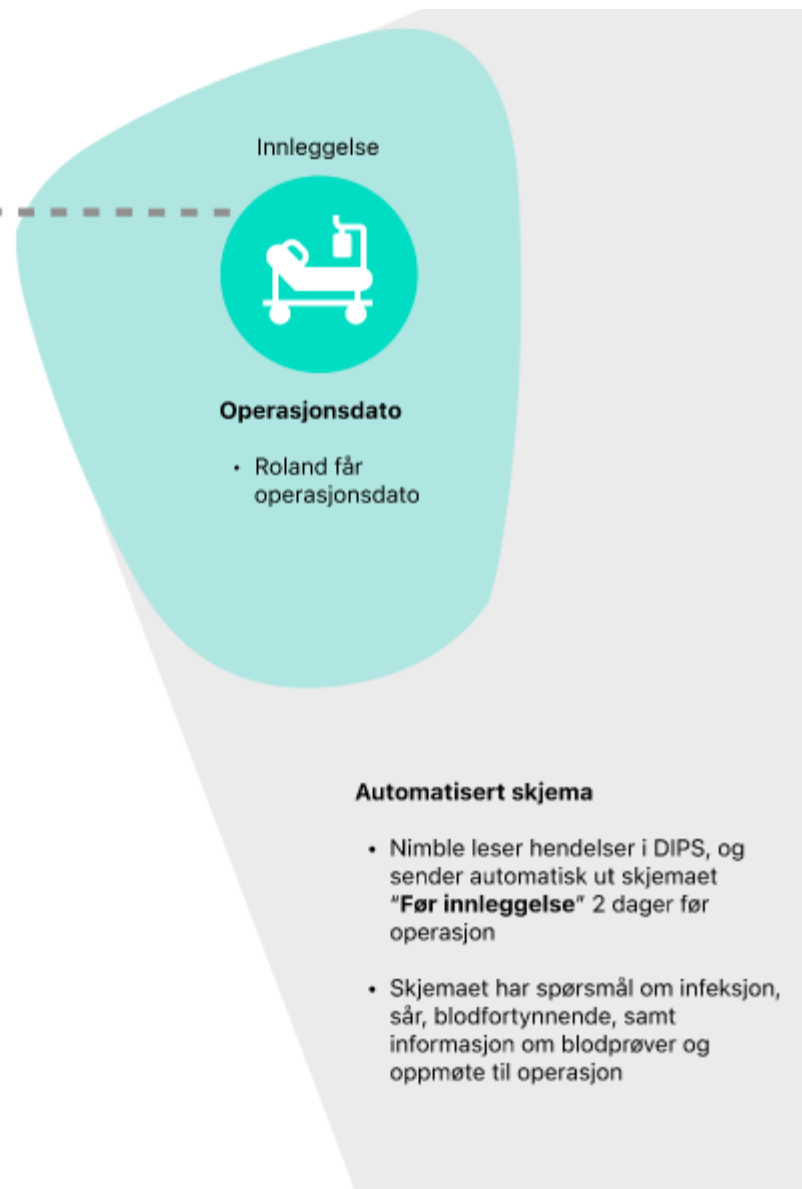 Innleggelse
Operasjonsdato
• Roland får
operasjonsdato
Automatisert skjema
• Nimble leser hendelser i DIPS, og
sender automatisk ut skjemaet
"Før innleggelse" 2 dager før
operasjon
• Skjemaet har spørsmål om infeksjon,
sår, blodfortynnende, samt
informasjon om blodprøver og
oppmøte til operasjon